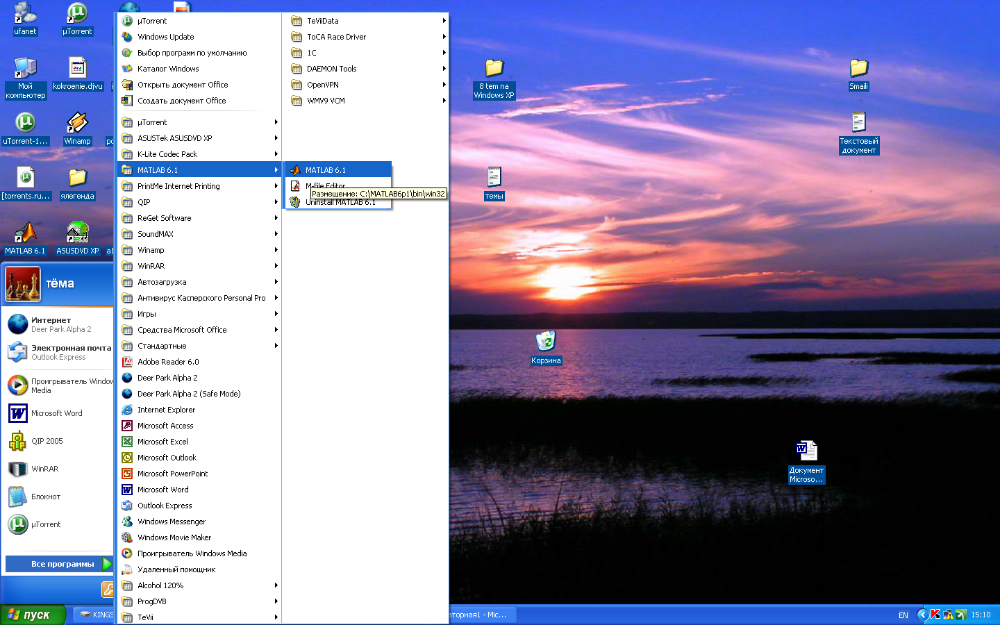 ufanet
µTorrent
Мой
компьютер
kokroenie.djvu
uTorrent-1...
Winamp
[torrents.ru...
ялегенда
MATLAB 6.1
ASUSDVD XP
тёма
Интернет
Deer Park Alpha 2
Электронная почта
Outlook Express
Проигрыватель Window
Media
Microsoft Word
QIP 2005
WinRAR
Блокнот
µTorrent
Все программы
µTorrent
Windows Update
Выбор программ по умолчанию
Каталог Windows
Открыть документ Office
Создать документ Office
µTorrent
ASUSTek ASUSDVD XP
K-Lite Codec Pack
MATLAB 6.1
PrintMe Internet Printing
QIP
ReGet Software
SoundMAX
Winamp
WinRAR
Автозагрузка
Антивирус Касперского Personal Pro
Игры
Средства Microsoft Office
Стандартные
Adobe Reader 6.0
Deer Park Alpha 2
Deer Park Alpha 2 (Safe Mode)
Internet Explorer
Microsoft Access
Microsoft Excel
Microsoft Outlook
Microsoft PowerPoint
Microsoft Word
Outlook Express
Windows Messenger
Windows Movie Maker
Проигрыватель Windows Media
Удаленный помощник
Alcohol 120%
ProgDVB
TeVii
TeViiData
ToCA Race Driver
1C
DAEMON Tools
OpenVPN
WMV9 VCM
MATLAB 6.1
M-file Editor
Размещение: C:\MATLAB6p1\bin\win32
Uninstall MATLAB 6.1
8 tem na
Windows XP
темы
Корзина
Smaili
Текстовый
документ
Документ
Microso...
пуск
KINGS
аторная1 - Mic...
EN
15:10